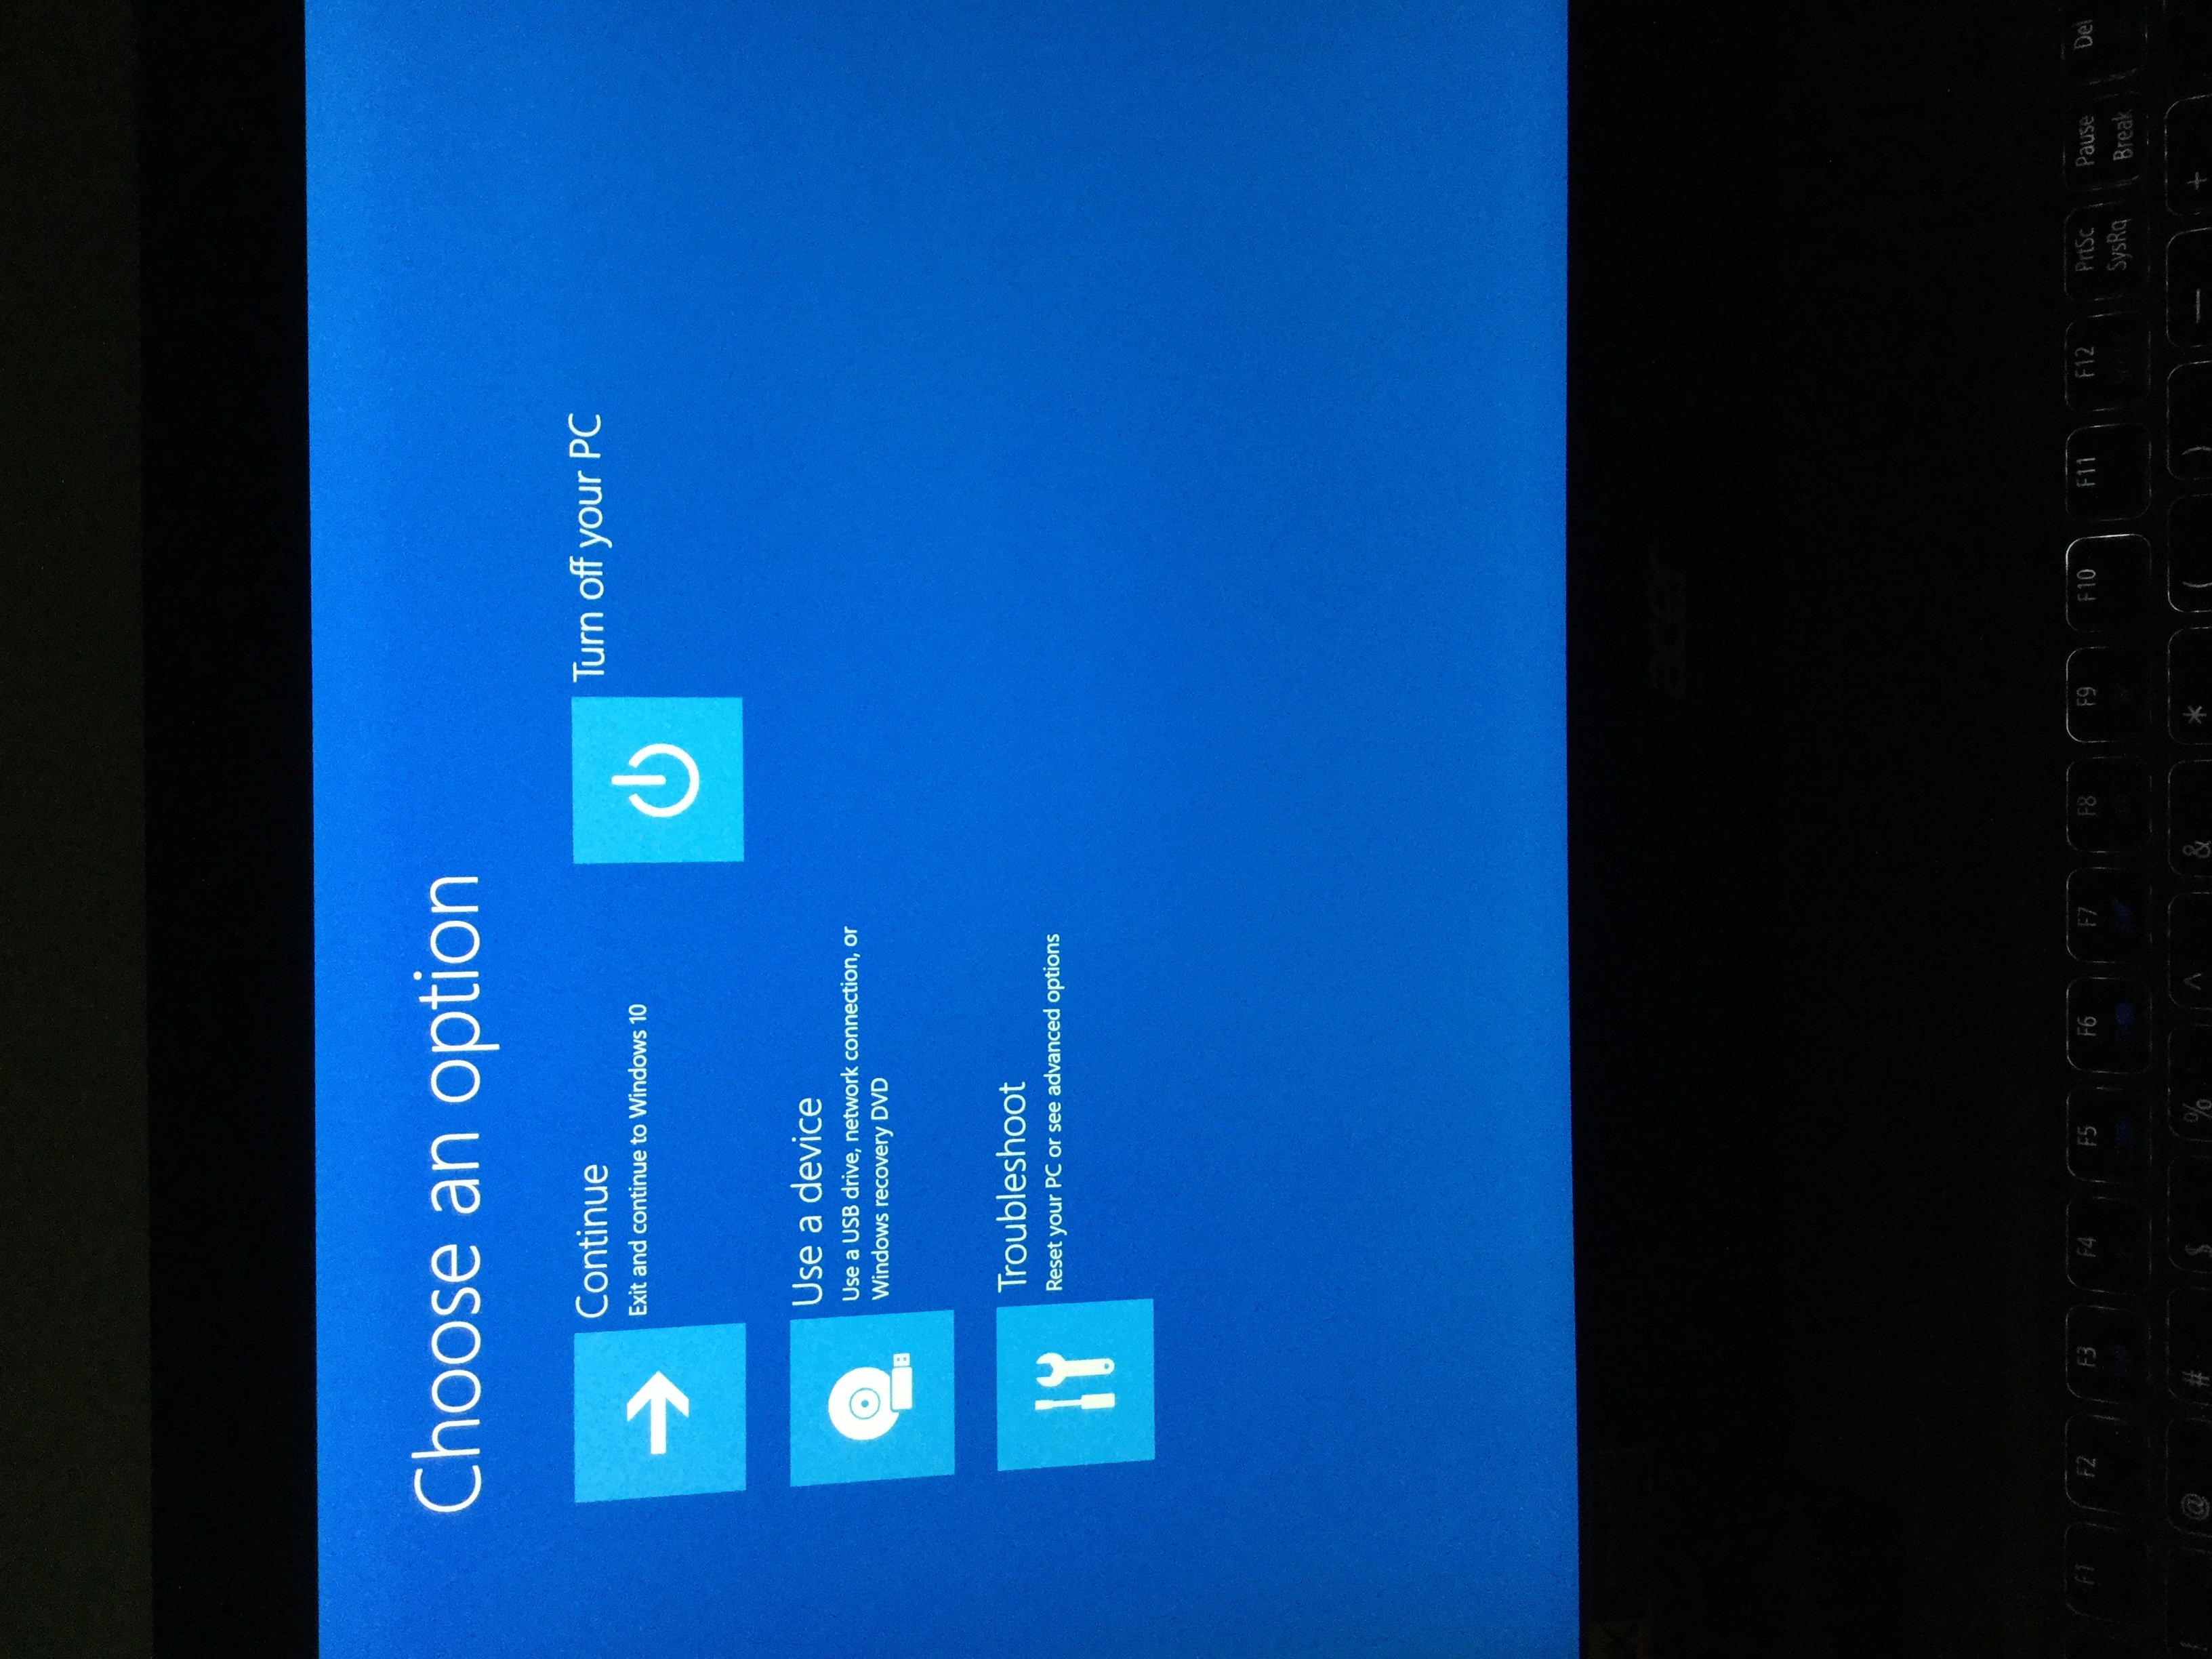 Choose an option
Continue
Exit and continue to Windows 10
Turn off your PC
Use a device
Use a USB drive, network connection, or
Windows recovery DVD
Troubleshoot
Reset your PC or see advanced options
acer
F1 F2 F3 F4 F5 F6 F7 F8 F9 F10 F11 F12 PrtSc Pause Del
SysRq Break
! @ # $ % ^ & * ( ) — +